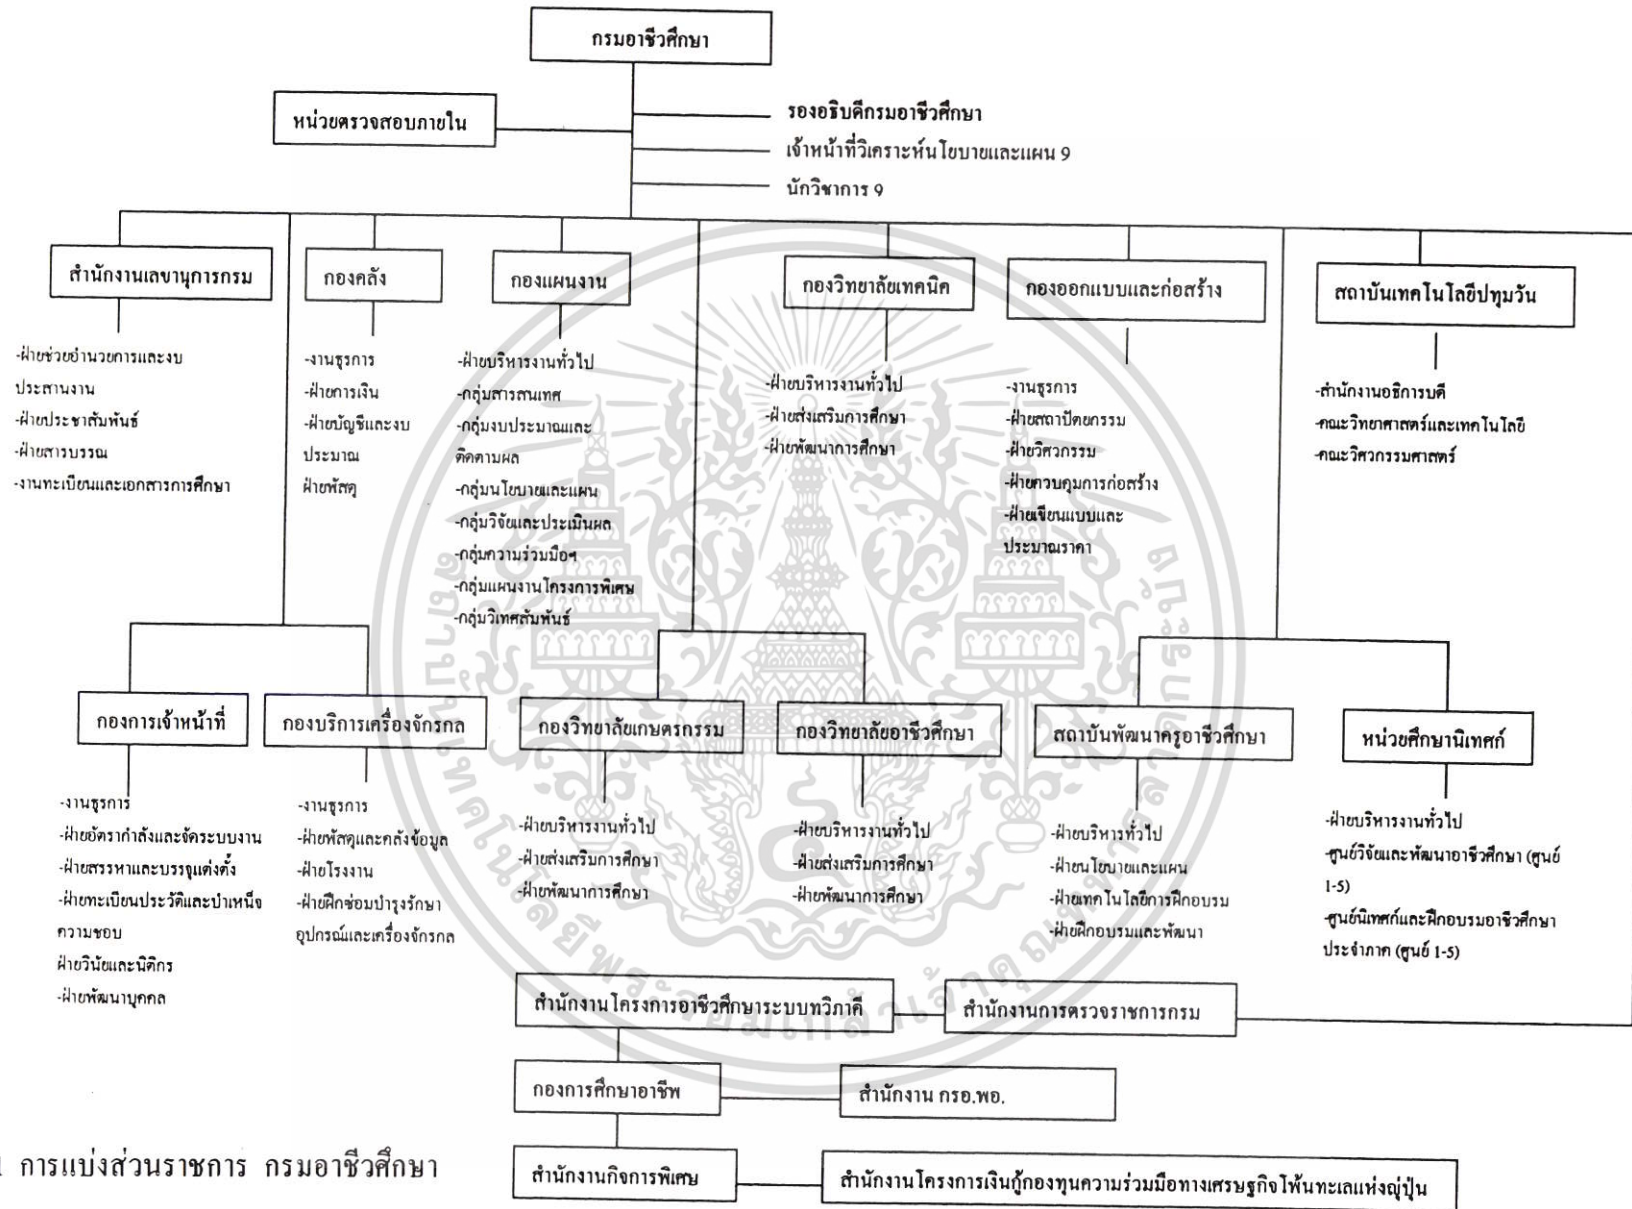 กรมอาชีวศึกษา
หน่วยตรวจสอบภายใน
รองอธิบดีกรมอาชีวศึกษา
เจ้าหน้าที่วิเคราะห์นโยบายและแผน 9
นักวิชาการ 9
สำนักงานเลขานุการกรม
-ฝ่ายช่วยอำนวยการและงบ
ประสานงาน
-ฝ่ายประชาสัมพันธ์
-ฝ่ายสารบรรณ
-งานทะเบียนและเอกสารการศึกษา
กองคลัง
-งานธุรการ
-ฝ่ายการเงิน
-ฝ่ายบัญชีและงบ
ประมาณ
ฝ่ายพัสดุ
กองแผนงาน
-ฝ่ายบริหารงานทั่วไป
-กลุ่มสารสนเทศ
-กลุ่มงบประมาณและ
ติดตามผล
-กลุ่มนโยบายและแผน
-กลุ่มวิจัยและประเมินผล
-กลุ่มความร่วมมือฯ
-กลุ่มแผนงานโครงการพิเศษ
-กลุ่มวิเทศสัมพันธ์
กองวิทยาลัยเทคนิค
-ฝ่ายบริหารงานทั่วไป
-ฝ่ายส่งเสริมการศึกษา
-ฝ่ายพัฒนาการศึกษา
กองออกแบบและก่อสร้าง
-งานธุรการ
-ฝ่ายสถาปัตยกรรม
-ฝ่ายวิศวกรรม
-ฝ่ายควบคุมการก่อสร้าง
-ฝ่ายเขียนแบบและ
ประมาณราคา
สถาบันเทคโนโลยีปทุมวัน
-สำนักงานอธิการบดี
-คณะวิทยาศาสตร์และเทคโนโลยี
-คณะวิศวกรรมศาสตร์
กองการเจ้าหน้าที่
-งานธุรการ
-ฝ่ายอัตรากำลังและจัดระบบงาน
-ฝ่ายสรรหาและบรรจุแต่งตั้ง
-ฝ่ายทะเบียนประวัติและบำเหน็จ
ความชอบ
ฝ่ายวินัยและนิติกร
-ฝ่ายพัฒนาบุคคล
กองบริการเครื่องจักรกล
-งานธุรการ
-ฝ่ายพัสดุและคลังข้อมูล
-ฝ่ายโรงงาน
-ฝ่ายฝึกซ่อมบำรุงรักษา
อุปกรณ์และเครื่องจักรกล
กองวิทยาลัยเกษตรกรรม
-ฝ่ายบริหารงานทั่วไป
-ฝ่ายส่งเสริมการศึกษา
-ฝ่ายพัฒนาการศึกษา
กองวิทยาลัยอาชีวศึกษา
-ฝ่ายบริหารงานทั่วไป
-ฝ่ายส่งเสริมการศึกษา
-ฝ่ายพัฒนาการศึกษา
สถาบันพัฒนาครูอาชีวศึกษา
-ฝ่ายบริหารทั่วไป
-ฝ่ายนโยบายและแผน
-ฝ่ายเทคโนโลยีการฝึกอบรม
-ฝ่ายฝึกอบรมและพัฒนา
หน่วยศึกษานิเทศก์
-ฝ่ายบริหารงานทั่วไป
-ศูนย์วิจัยและพัฒนาอาชีวศึกษา (ศูนย์
1-5)
-ศูนย์นิเทศก์และฝึกอบรมอาชีวศึกษา
ประจำภาค (ศูนย์ 1-5)
สำนักงานโครงการอาชีวศึกษาระบบทวิภาคี
สำนักงานการตรวจราชการกรม
กองการศึกษาอาชีพ
สำนักงาน กรอ.พอ.
สำนักงานกิจการพิเศษ
สำนักงานโครงการเงินกู้กองทุนความร่วมมือทางเศรษฐกิจโพ้นทะเลแห่งญี่ปุ่น
การแบ่งส่วนราชการ กรมอาชีวศึกษา
สถาบันเทคโนโลยีพระจอมเกล้าเจ้าคุณทหารลาดกระบัง